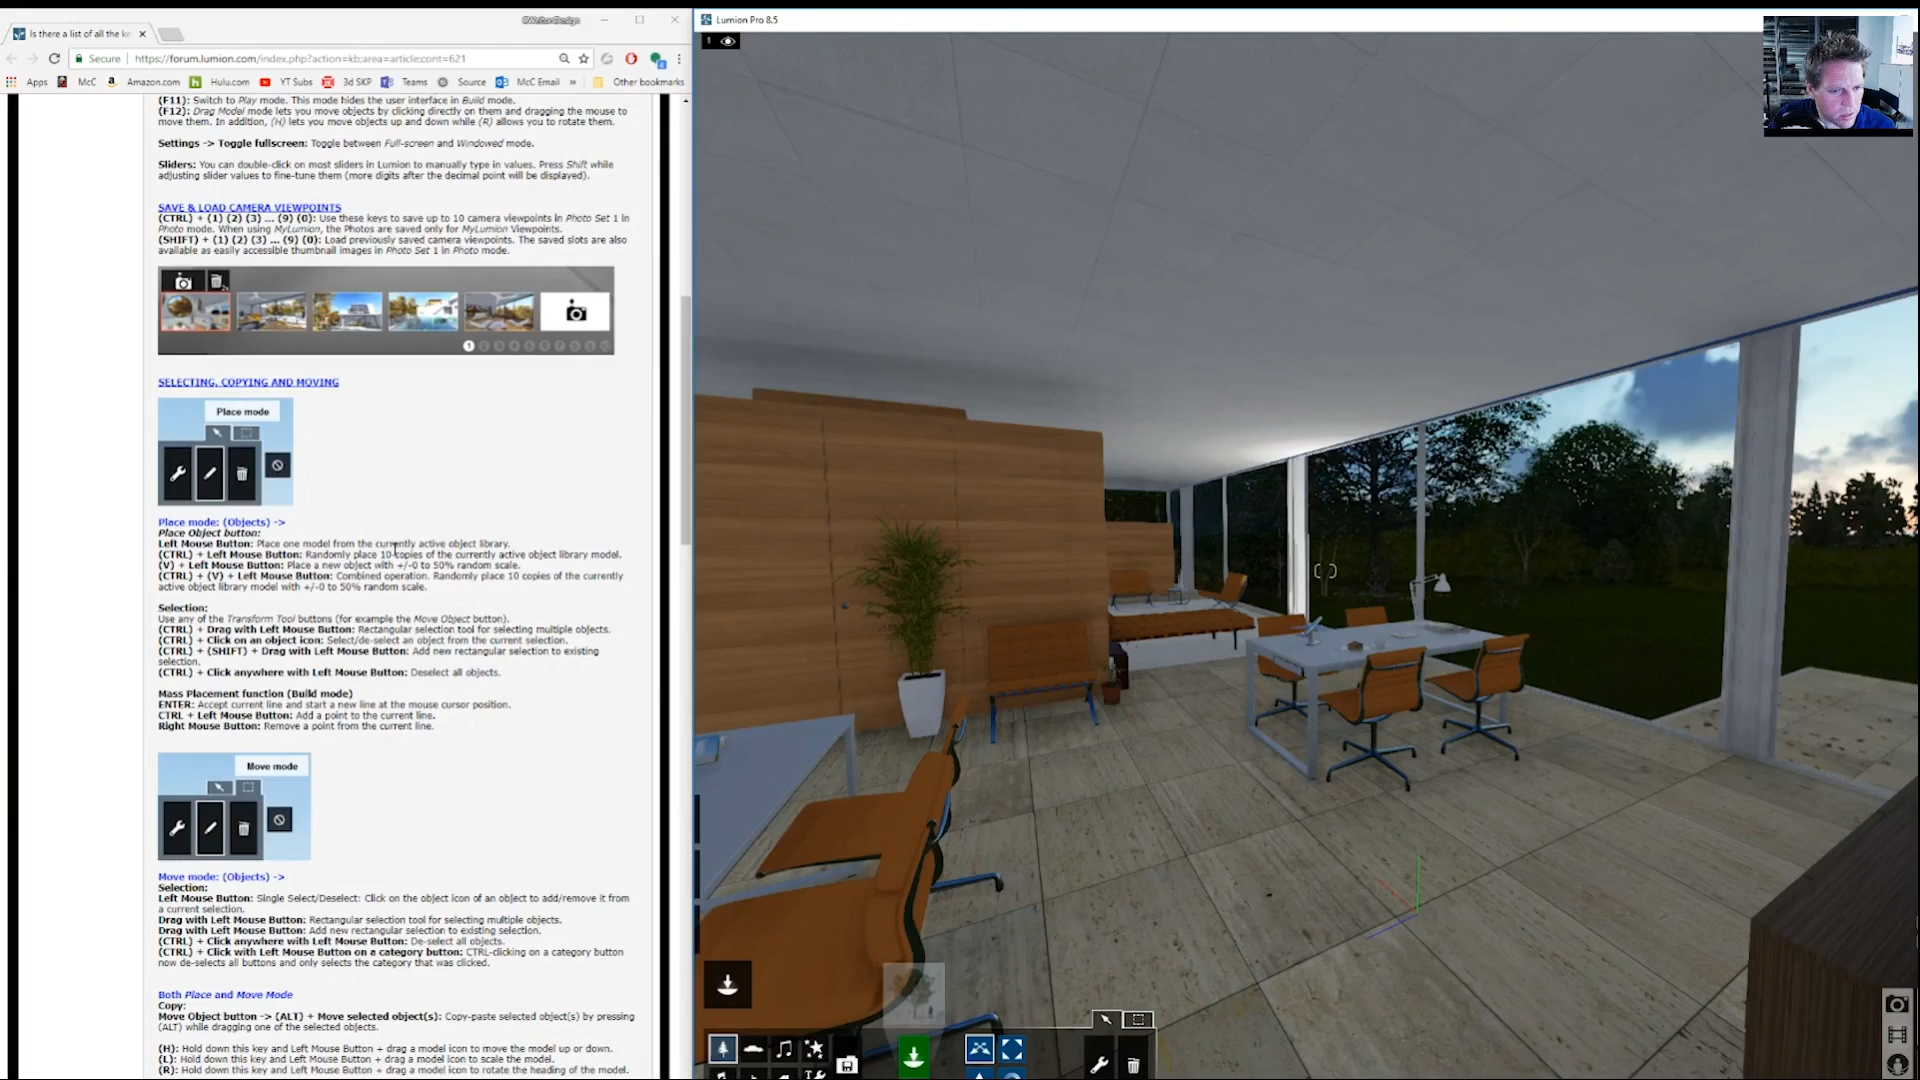 GWeltonDesign
Is there a list of all the ke
Secure
https://forum.lumion.com/index.php?action=kb;area=article;cont=621
Apps McC Amazon.com Hulu.com YT Subs 3d SKP Teams Source McC Email » Other bookmarks
(F11): Switch to Play mode. This mode hides the user interface in Build mode.
(F12): Drag Model mode lets you move objects by clicking directly on them and dragging the mouse to
move them. In addition, (H) lets you move objects up and down while (R) allows you to rotate them.
Settings -> Toggle fullscreen: Toggle between Full-screen and Windowed mode.
Sliders: You can double-click on most sliders in Lumion to manually type in values. Press Shift while
adjusting slider values to fine-tune them (more digits after the decimal point will be displayed).
SAVE & LOAD CAMERA VIEWPOINTS
(CTRL) + (1) (2) (3) ... (9) (0): Use these keys to save up to 10 camera viewpoints in Photo Set 1 in
Photo mode. When using MyLumion, the Photos are saved only for MyLumion Viewpoints.
(SHIFT) + (1) (2) (3) ... (9) (0): Load previously saved camera viewpoints. The saved slots are also
available as easily accessible thumbnail images in Photo Set 1 in Photo mode.
1 2 3 4 5 6 7 8 9 10
SELECTING, COPYING AND MOVING
Place mode
Place mode: (Objects) ->
Place Object button:
Left Mouse Button: Place one model from the currently active object library.
(CTRL) + Left Mouse Button: Randomly place 10 copies of the currently active object library model.
(V) + Left Mouse Button: Place a new object with +/-0 to 50% random scale.
(CTRL) + (V) + Left Mouse Button: Combined operation. Randomly place 10 copies of the currently
active object library model with +/-0 to 50% random scale.
Selection:
Use any of the Transform Tool buttons (for example the Move Object button).
(CTRL) + Drag with Left Mouse Button: Rectangular selection tool for selecting multiple objects.
(CTRL) + Click on an object icon: Select/de-select an object from the current selection.
(CTRL) + (SHIFT) + Drag with Left Mouse Button: Add new rectangular selection to existing
selection.
(CTRL) + Click anywhere with Left Mouse Button: Deselect all objects.
Mass Placement function (Build mode)
ENTER: Accept current line and start a new line at the mouse cursor position.
CTRL + Left Mouse Button: Add a point to the current line.
Right Mouse Button: Remove a point from the current line.
Move mode
Move mode: (Objects) ->
Selection:
Left Mouse Button: Single Select/Deselect: Click on the object icon of an object to add/remove it from
a current selection.
Drag with Left Mouse Button: Rectangular selection tool for selecting multiple objects.
Drag with Left Mouse Button: Add new rectangular selection to existing selection.
(CTRL) + Click anywhere with Left Mouse Button: De-select all objects.
(CTRL) + Click with Left Mouse Button on a category button: CTRL-clicking on a category button
now de-selects all buttons and only selects the category that was clicked.
Both Place and Move Mode
Copy:
Move Object button -> (ALT) + Move selected object(s): Copy-paste selected object(s) by pressing
(ALT) while dragging one of the selected objects.
(H): Hold down this key and Left Mouse Button + drag a model icon to move the model up or down.
(L): Hold down this key and Left Mouse Button + drag a model icon to scale the model.
(R): Hold down this key and Left Mouse Button + drag a model icon to rotate the heading of the model.
Lumion Pro 8.5
1